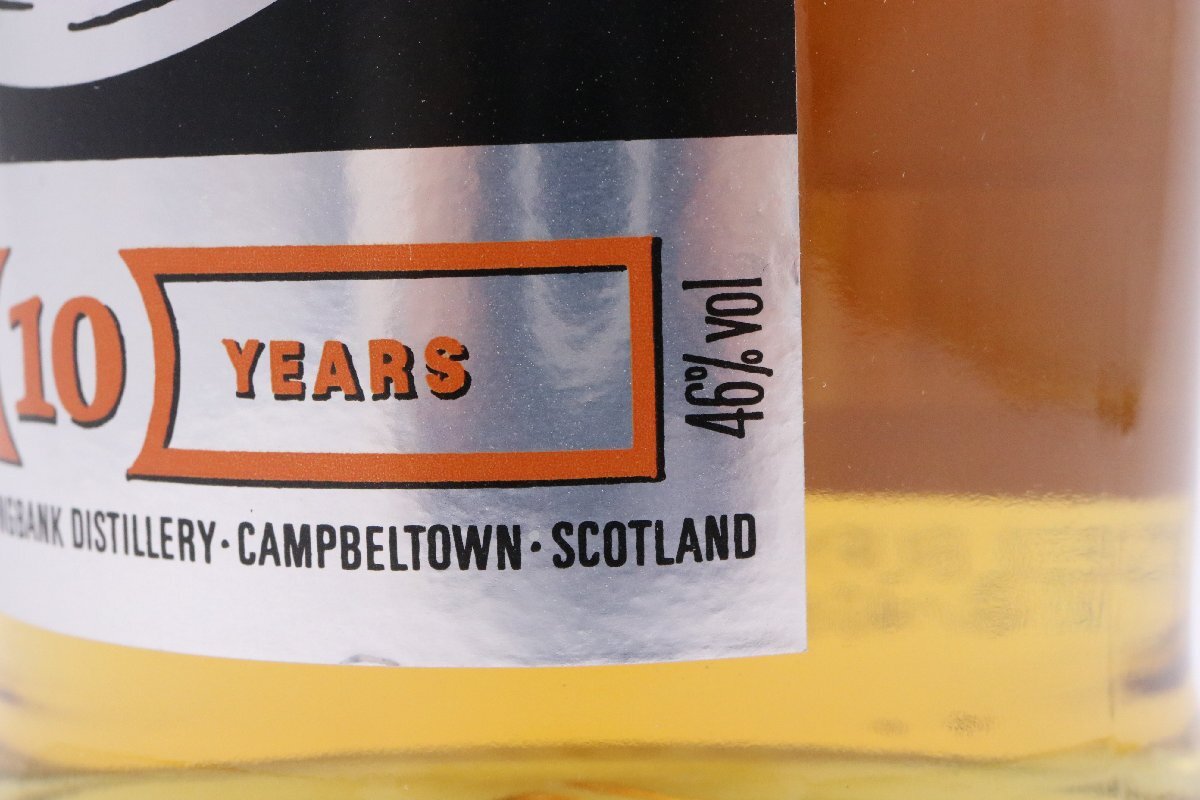 10 YEARS
46% vol
NGBANK DISTILLERY · CAMPBELTOWN · SCOTLAND